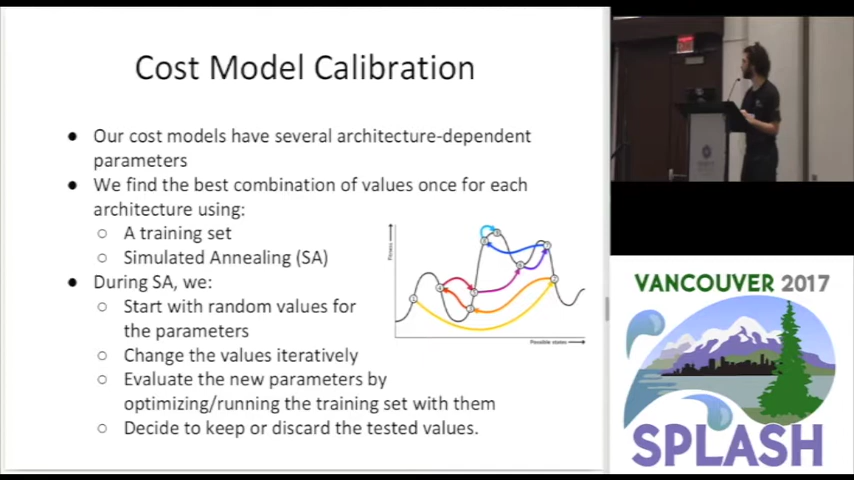 Cost Model Calibration
● Our cost models have several architecture-dependent
parameters
● We find the best combination of values once for each
architecture using:
○ A training set
○ Simulated Annealing (SA)
● During SA, we:
○ Start with random values for
the parameters
○ Change the values iteratively
○ Evaluate the new parameters by
optimizing/running the training set with them
○ Decide to keep or discard the tested values.
Fitness
Possible states
VANCOUVER 2017
SPLASH